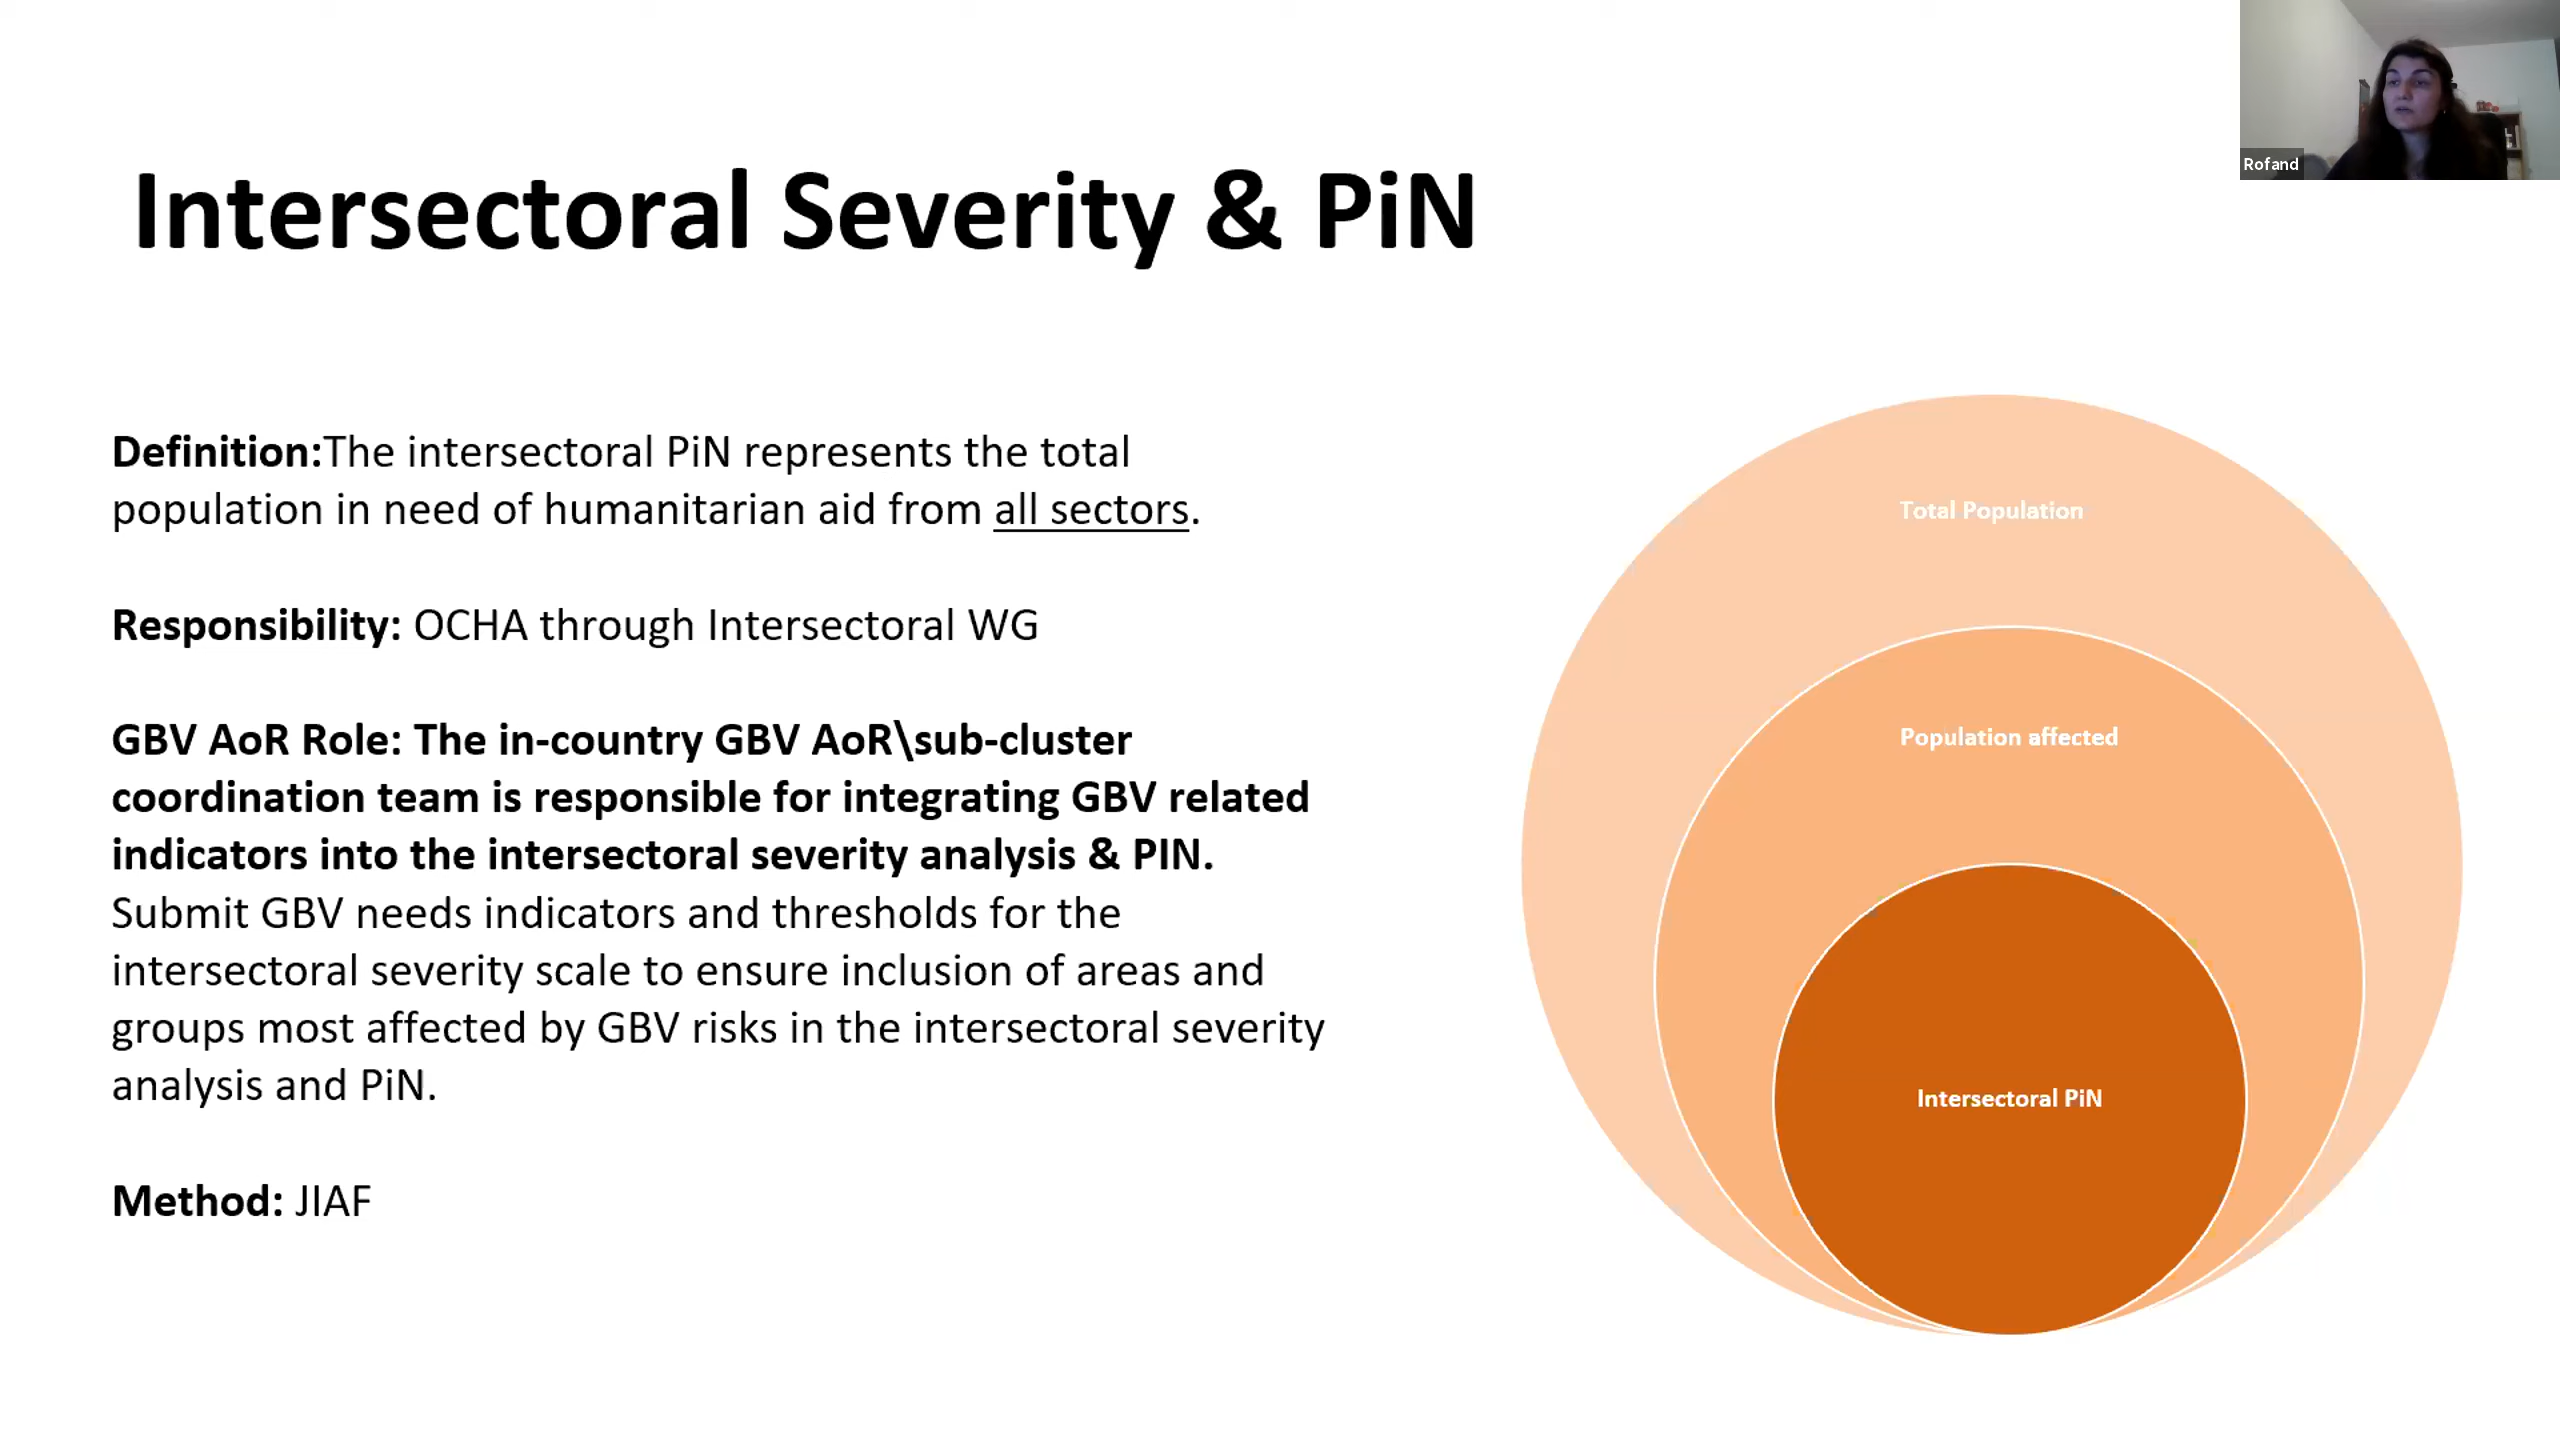 Rofand
Intersectoral Severity & PiN
Definition:The intersectoral PiN represents the total
population in need of humanitarian aid from all sectors.
Responsibility: OCHA through Intersectoral WG
GBV AoR Role: The in-country GBV AoR\sub-cluster
coordination team is responsible for integrating GBV related
indicators into the intersectoral severity analysis & PIN.
Submit GBV needs indicators and thresholds for the
intersectoral severity scale to ensure inclusion of areas and
groups most affected by GBV risks in the intersectoral severity
analysis and PiN.
Method: JIAF
Total Population
Population affected
Intersectoral PiN